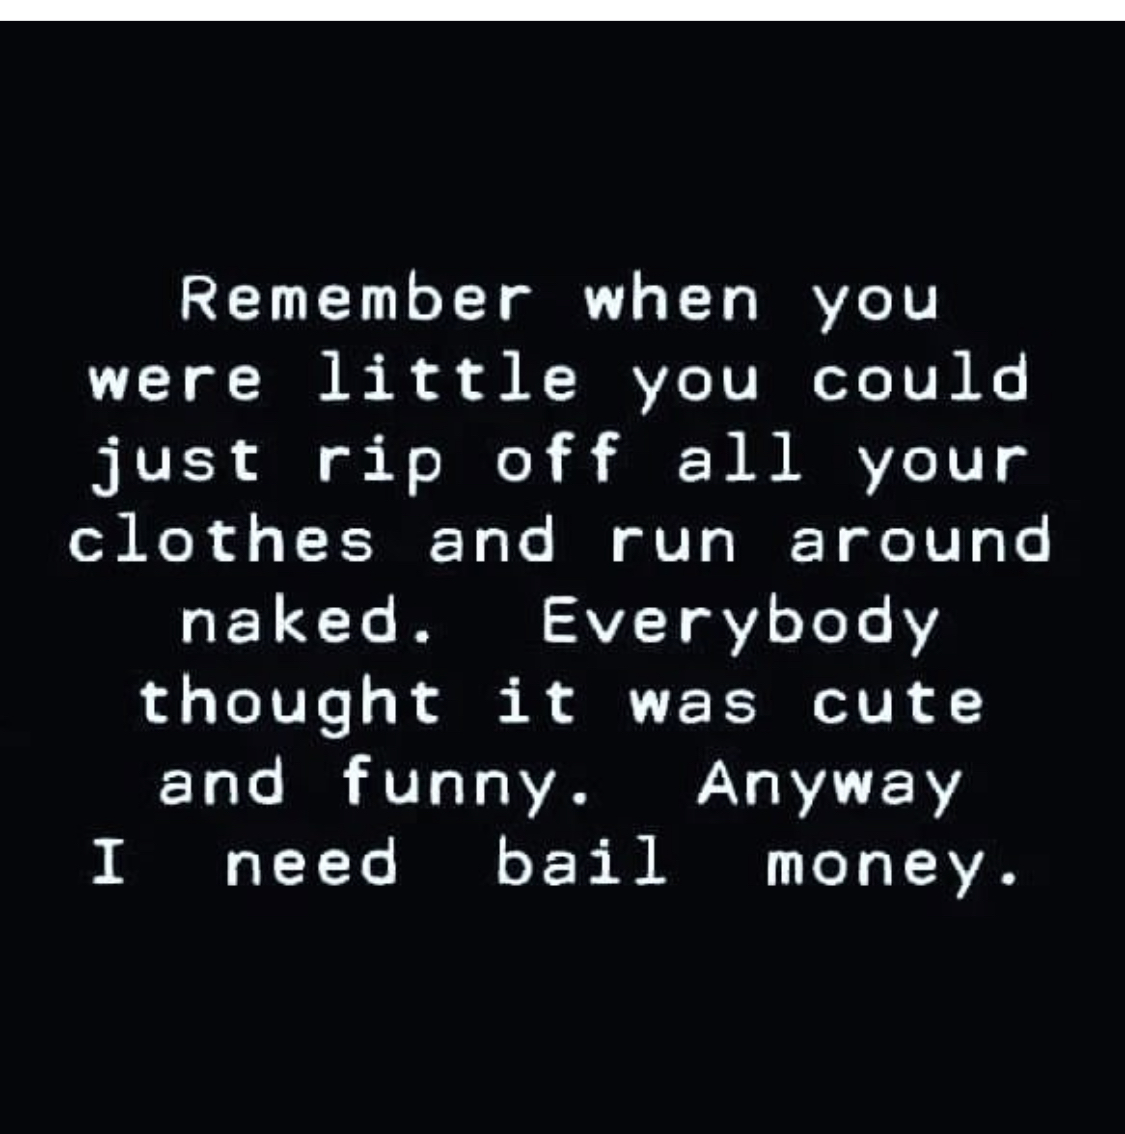 Remember when you
were little you could
just rip off all your
clothes and run around
naked. Everybody
thought it was cute
and funny. Anyway
I need bail money.